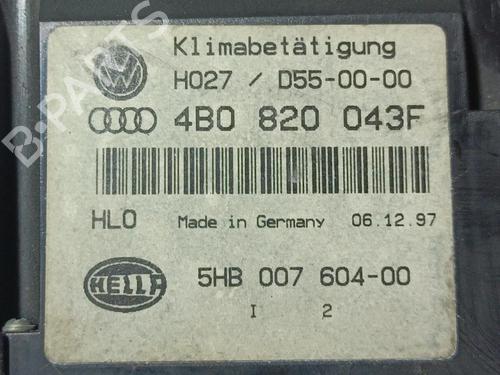 Klimabetätigung
H027 / D55-00-00
4B0 820 043F
HLO Made in Germany 06.12.97
HELLA 5HB 007 604-00
I 2
B-PARTS